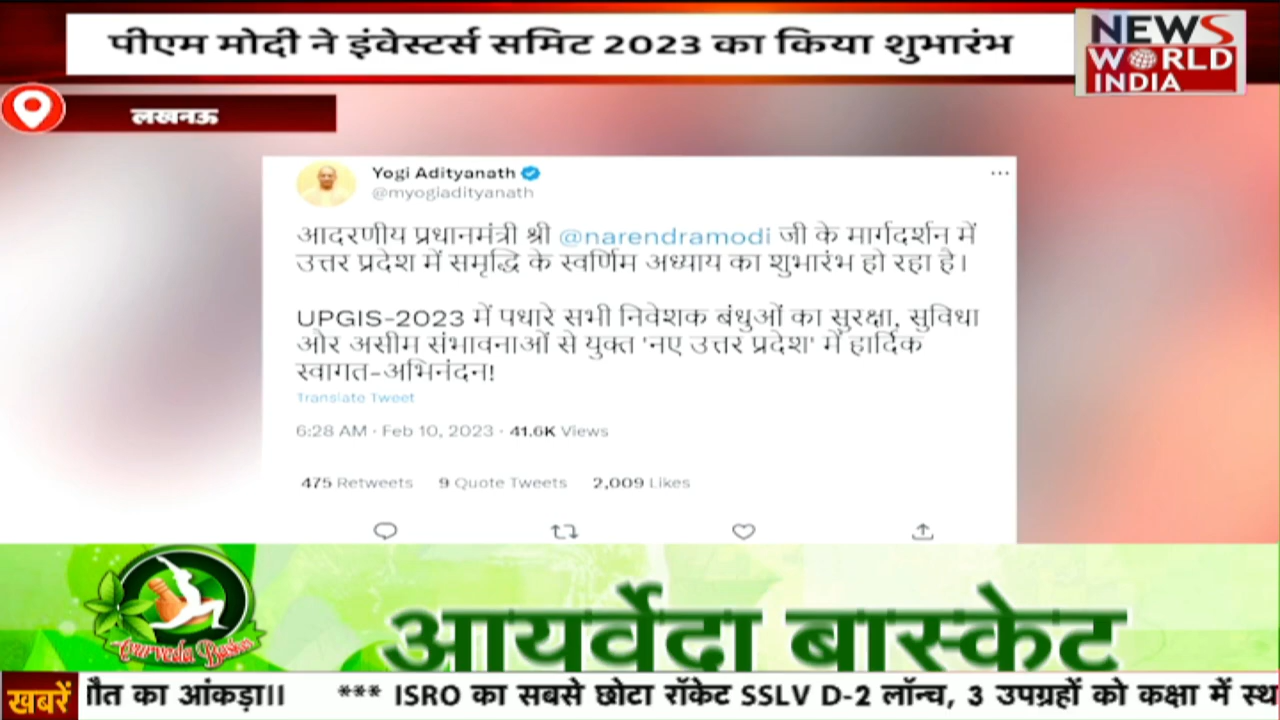 पीएम मोदी ने इंवेस्टर्स समिट 2023 का किया शुभारंभ
NEWS
WORLD
INDIA
लखनऊ
Yogi Adityanath
@myogiadityanath
आदरणीय प्रधानमंत्री श्री @narendramodi जी के मार्गदर्शन में
उत्तर प्रदेश में समृद्धि के स्वर्णिम अध्याय का शुभारंभ हो रहा है।
UPGIS-2023 में पधारे सभी निवेशक बंधुओं का सुरक्षा, सुविधा
और असीम संभावनाओं से युक्त 'नए उत्तर प्रदेश' में हार्दिक
स्वागत-अभिनंदन!
Translate Tweet
6:28 AM · Feb 10, 2023 · 41.6K Views
475 Retweets 9 Quote Tweets 2,009 Likes
Ayurveda Basket
आयर्वेदा बास्केट
खबरें
मौत का आंकड़ा।। *** ISRO का सबसे छोटा रॉकेट SSLV D-2 लॉन्च, 3 उपग्रहों को कक्षा में स्थ